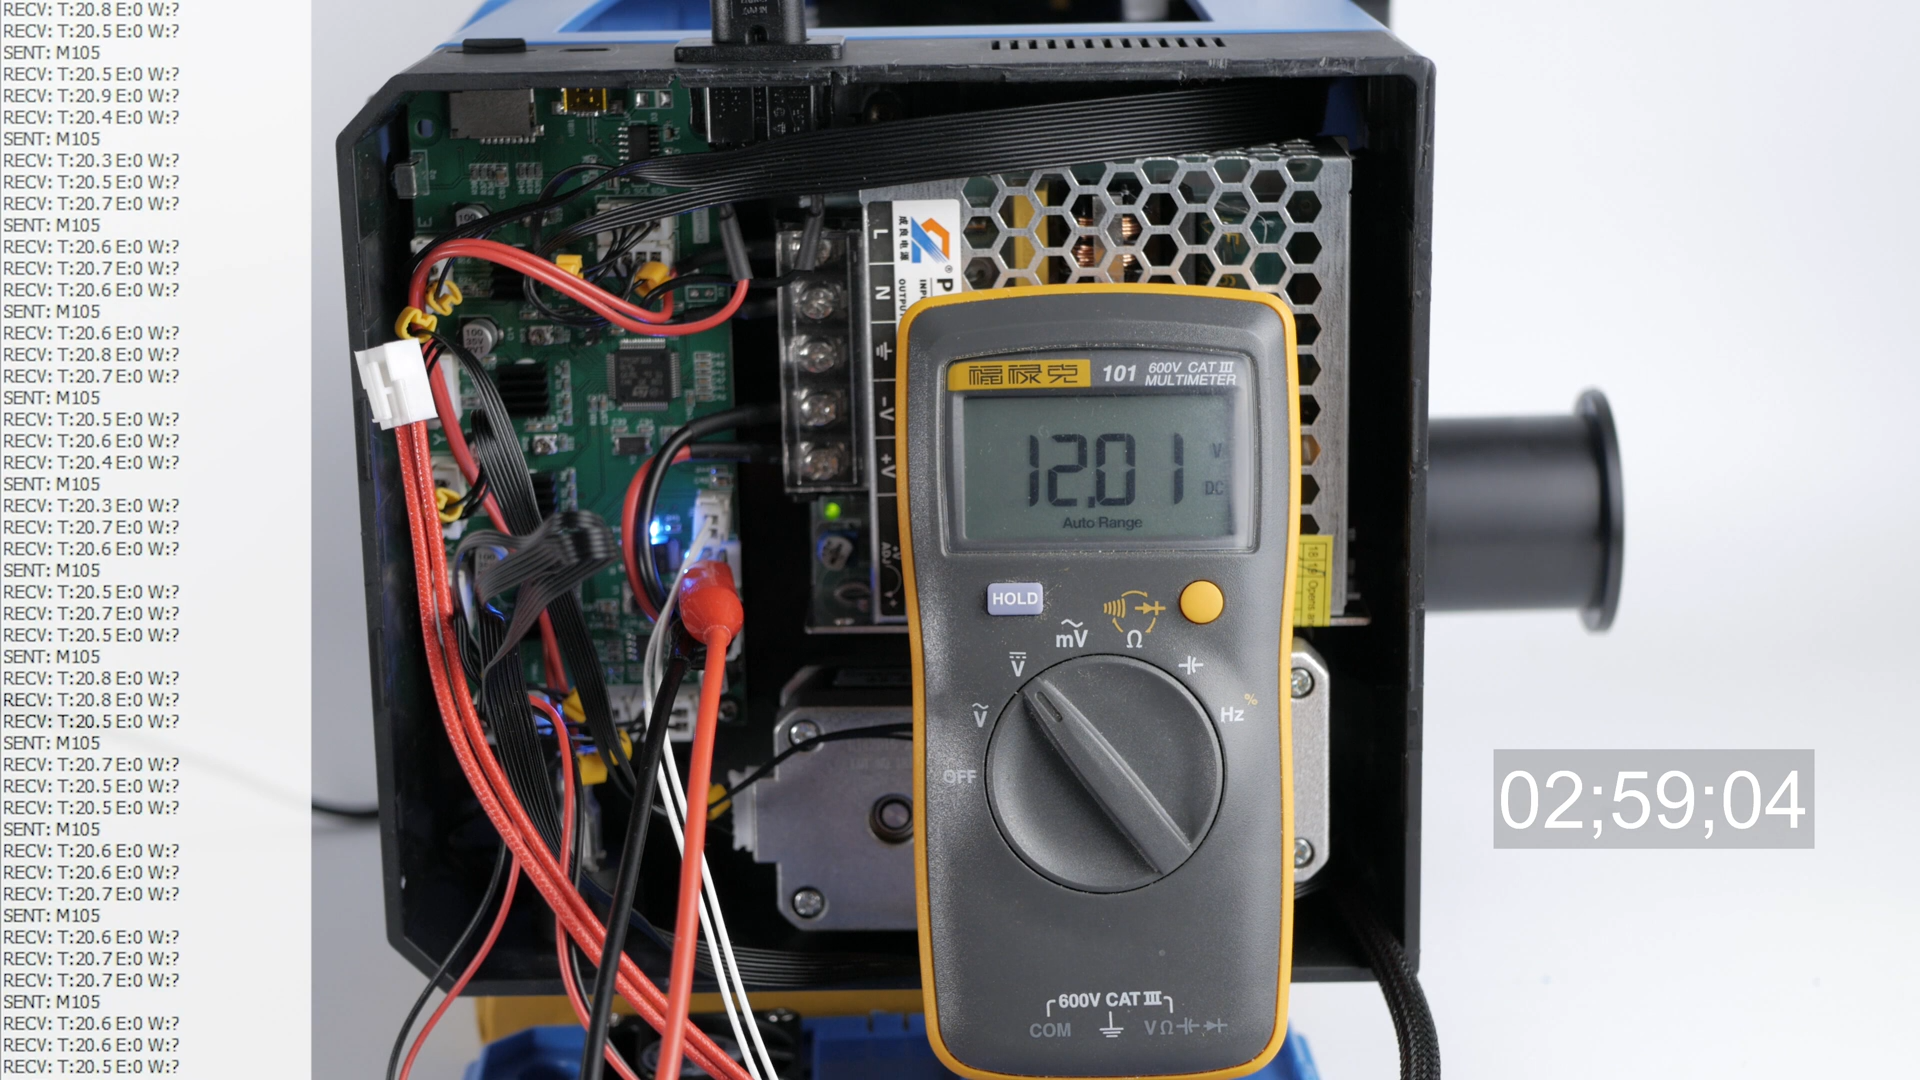 RECV: T:20.8 E:0 W:?
RECV: T:20.5 E:0 W:?
SENT: M105
RECV: T:20.5 E:0 W:?
RECV: T:20.9 E:0 W:?
RECV: T:20.4 E:0 W:?
SENT: M105
RECV: T:20.3 E:0 W:?
RECV: T:20.5 E:0 W:?
RECV: T:20.7 E:0 W:?
SENT: M105
RECV: T:20.6 E:0 W:?
RECV: T:20.7 E:0 W:?
RECV: T:20.6 E:0 W:?
SENT: M105
RECV: T:20.6 E:0 W:?
RECV: T:20.8 E:0 W:?
RECV: T:20.7 E:0 W:?
SENT: M105
RECV: T:20.5 E:0 W:?
RECV: T:20.6 E:0 W:?
RECV: T:20.4 E:0 W:?
SENT: M105
RECV: T:20.3 E:0 W:?
RECV: T:20.7 E:0 W:?
RECV: T:20.6 E:0 W:?
SENT: M105
RECV: T:20.5 E:0 W:?
RECV: T:20.7 E:0 W:?
RECV: T:20.5 E:0 W:?
SENT: M105
RECV: T:20.8 E:0 W:?
RECV: T:20.8 E:0 W:?
RECV: T:20.5 E:0 W:?
SENT: M105
RECV: T:20.7 E:0 W:?
RECV: T:20.5 E:0 W:?
RECV: T:20.5 E:0 W:?
SENT: M105
RECV: T:20.6 E:0 W:?
RECV: T:20.6 E:0 W:?
RECV: T:20.7 E:0 W:?
SENT: M105
RECV: T:20.6 E:0 W:?
RECV: T:20.7 E:0 W:?
RECV: T:20.7 E:0 W:?
SENT: M105
RECV: T:20.6 E:0 W:?
RECV: T:20.6 E:0 W:?
RECV: T:20.5 E:0 W:?
L
N
-V
+V
福禄克 101 600V CAT III
MULTIMETER
12.01 V
DC
Auto Range
HOLD
mV
Ω
V
V
Hz %
OFF
600V CAT III
COM VΩ
02;59;04